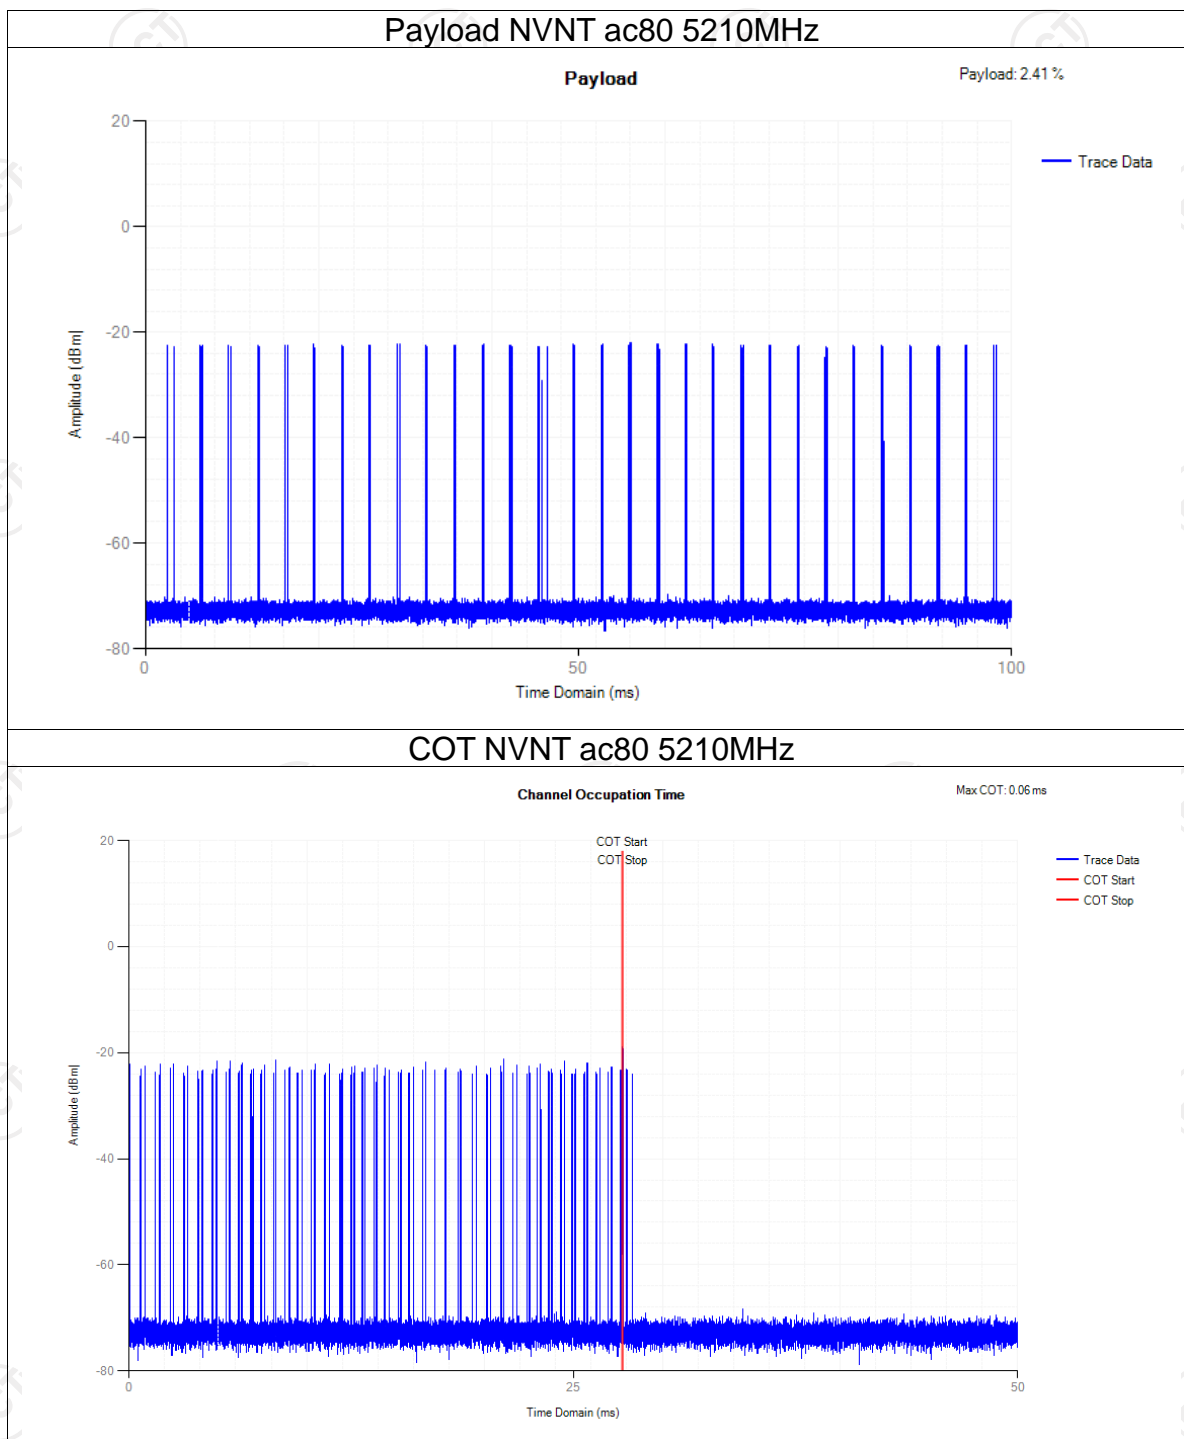 Payload NVNT ac80 5210MHz
Payload
Payload: 2.41 %
20
0
-20
-40
-60
-80
Amplitude (dBm)
0
50
100
Time Domain (ms)
Trace Data
COT NVNT ac80 5210MHz
Channel Occupation Time
Max COT: 0.06 ms
COT Start
COT Stop
20
0
-20
-40
-60
-80
Amplitude (dBm)
0
25
50
Time Domain (ms)
Trace Data
COT Start
COT Stop